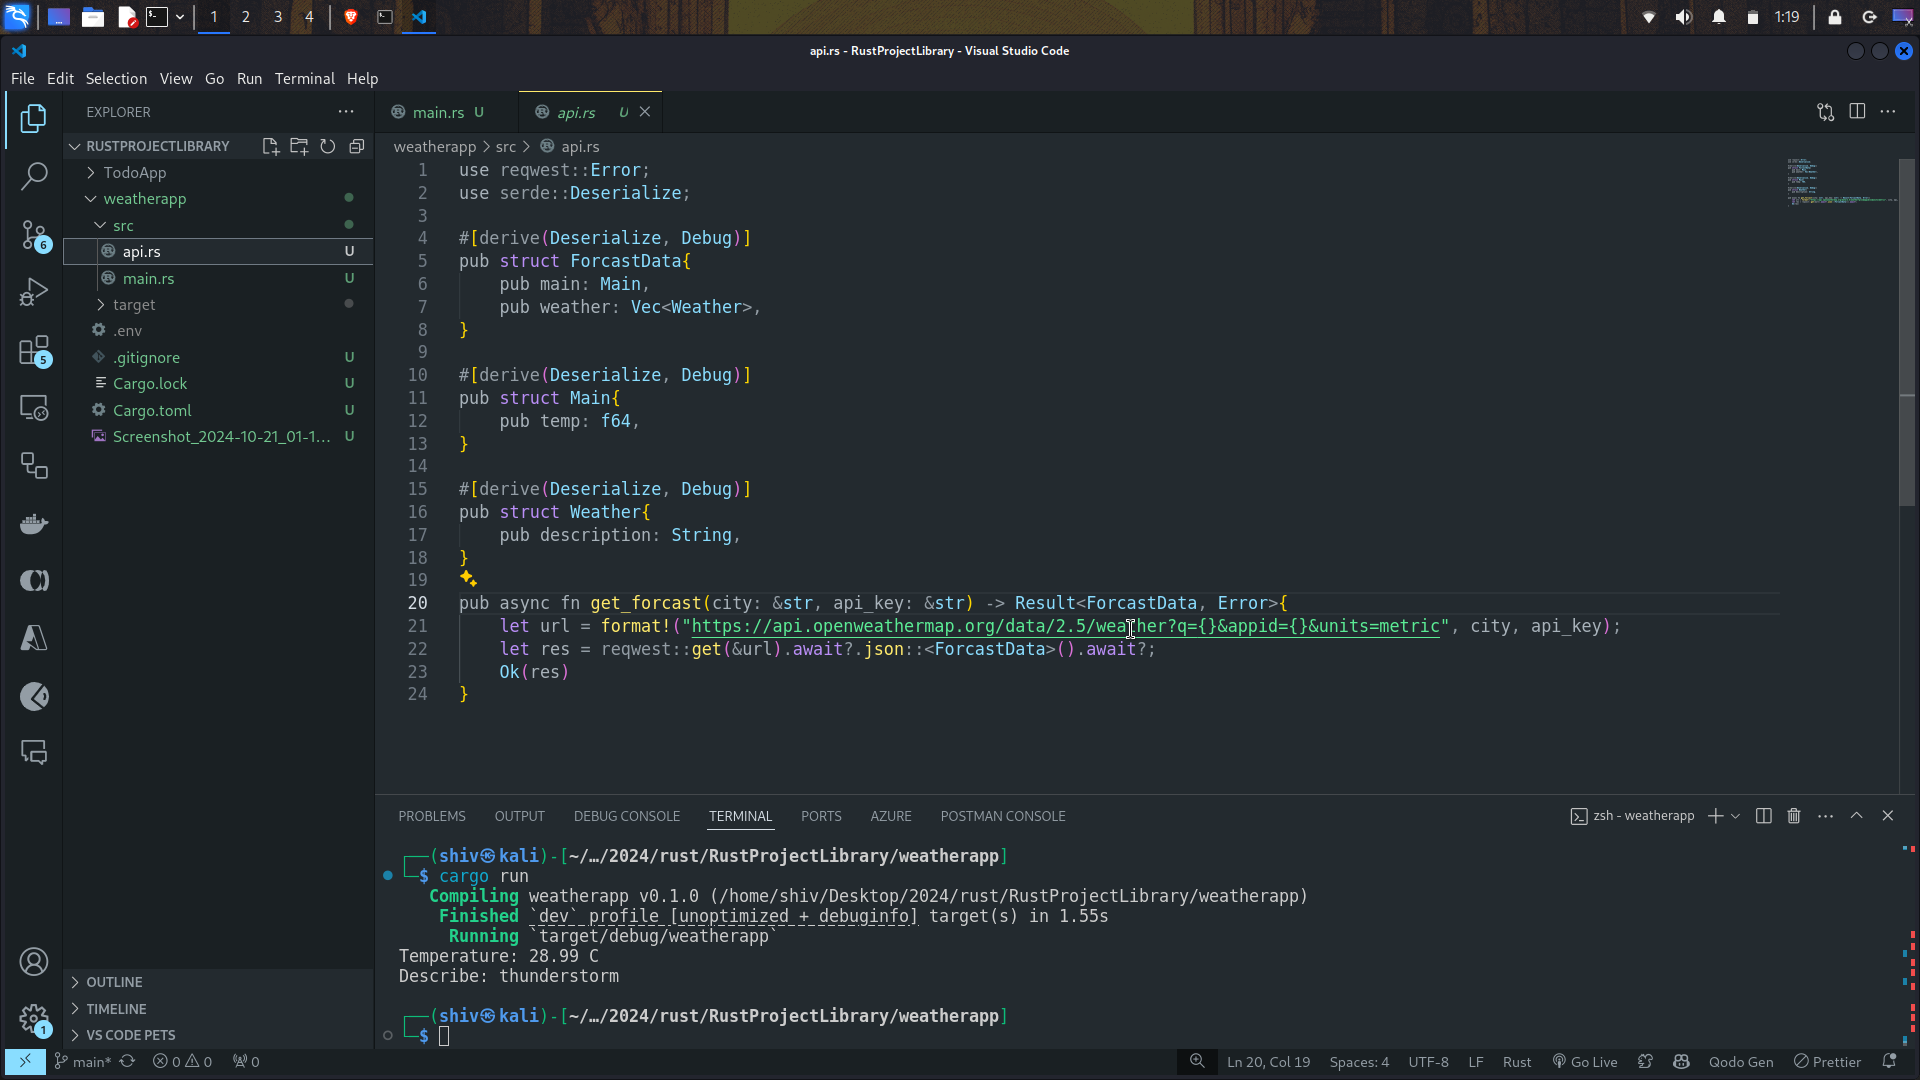 1 2 3 4 1:19
api.rs - RustProjectLibrary - Visual Studio Code
File Edit Selection View Go Run Terminal Help
EXPLORER
RUSTPROJECTLIBRARY
TodoApp
weatherapp
src
api.rs U
main.rs U
target
.env
.gitignore U
Cargo.lock U
Cargo.toml U
Screenshot_2024-10-21_01-1... U
6
5
1
OUTLINE
TIMELINE
VS CODE PETS
main.rs U api.rs U
weatherapp > src > api.rs
1 use reqwest::Error;
2 use serde::Deserialize;
3
4 #[derive(Deserialize, Debug)]
5 pub struct ForcastData{
6 pub main: Main,
7 pub weather: Vec<Weather>,
8 }
9
10 #[derive(Deserialize, Debug)]
11 pub struct Main{
12 pub temp: f64,
13 }
14
15 #[derive(Deserialize, Debug)]
16 pub struct Weather{
17 pub description: String,
18 }
19
20 pub async fn get_forcast(city: &str, api_key: &str) -> Result<ForcastData, Error>{
21 let url = format!("https://api.openweathermap.org/data/2.5/weather?q={}&appid={}&units=metric", city, api_key);
22 let res = reqwest::get(&url).await?.json::<ForcastData>().await?;
23 Ok(res)
24 }
PROBLEMS OUTPUT DEBUG CONSOLE TERMINAL PORTS AZURE POSTMAN CONSOLE zsh - weatherapp
┌──(shiv㉿kali)-[~/…/2024/rust/RustProjectLibrary/weatherapp]
└─$ cargo run
Compiling weatherapp v0.1.0 (/home/shiv/Desktop/2024/rust/RustProjectLibrary/weatherapp)
Finished `dev` profile [unoptimized + debuginfo] target(s) in 1.55s
Running `target/debug/weatherapp`
Temperature: 28.99 C
Describe: thunderstorm
┌──(shiv㉿kali)-[~/…/2024/rust/RustProjectLibrary/weatherapp]
└─$
main* 0 0 0 Ln 20, Col 19 Spaces: 4 UTF-8 LF Rust Go Live Qodo Gen Prettier